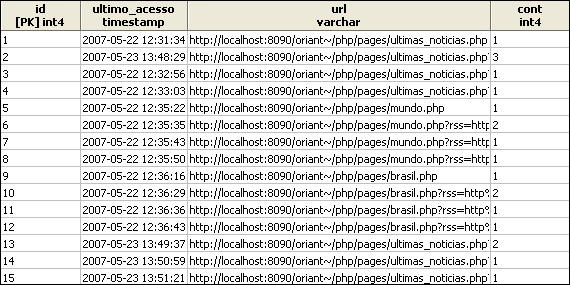 id ultimo_acesso url cont
[PK] int4 timestamp varchar int4
1 2007-05-22 12:31:34 http://localhost:8090/oriant~/php/pages/ultimas_noticias.php 1
2 2007-05-23 13:48:29 http://localhost:8090/oriant~/php/pages/ultimas_noticias.php? 3
3 2007-05-22 12:32:56 http://localhost:8090/oriant~/php/pages/ultimas_noticias.php? 1
4 2007-05-22 12:33:03 http://localhost:8090/oriant~/php/pages/ultimas_noticias.php? 1
5 2007-05-22 12:35:22 http://localhost:8090/oriant~/php/pages/mundo.php 1
6 2007-05-22 12:35:35 http://localhost:8090/oriant~/php/pages/mundo.php?rss=http 2
7 2007-05-22 12:35:43 http://localhost:8090/oriant~/php/pages/mundo.php?rss=http 1
8 2007-05-22 12:35:50 http://localhost:8090/oriant~/php/pages/mundo.php?rss=http 1
9 2007-05-22 12:36:16 http://localhost:8090/oriant~/php/pages/brasil.php 1
10 2007-05-22 12:36:29 http://localhost:8090/oriant~/php/pages/brasil.php?rss=http% 2
11 2007-05-22 12:36:36 http://localhost:8090/oriant~/php/pages/brasil.php?rss=http% 1
12 2007-05-22 12:36:43 http://localhost:8090/oriant~/php/pages/brasil.php?rss=http% 1
13 2007-05-23 13:49:37 http://localhost:8090/oriant~/php/pages/ultimas_noticias.php? 2
14 2007-05-23 13:50:59 http://localhost:8090/oriant~/php/pages/ultimas_noticias.php? 1
15 2007-05-23 13:51:21 http://localhost:8090/oriant~/php/pages/ultimas_noticias.php? 1